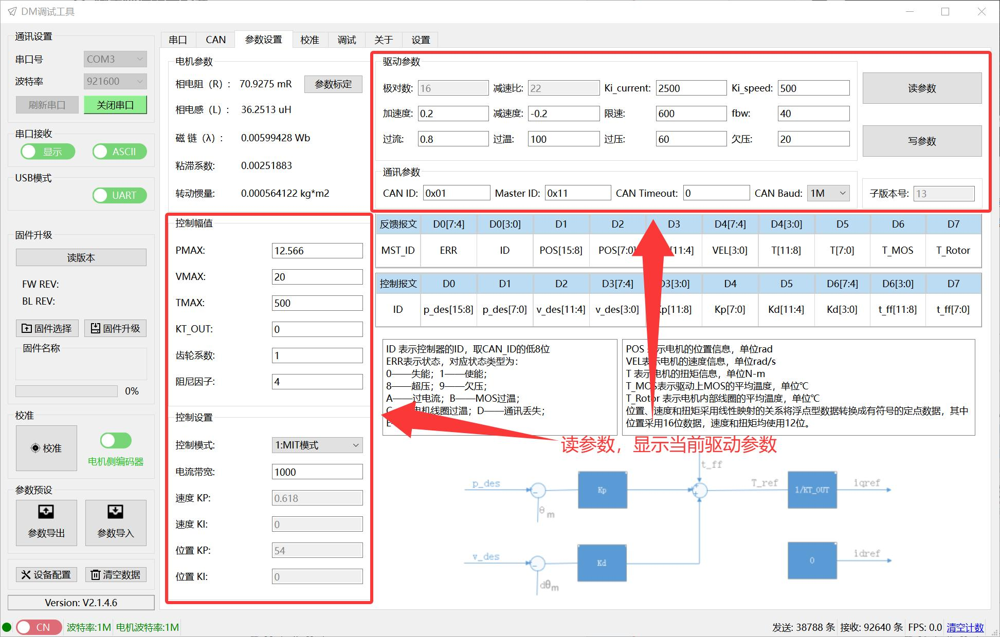 DM调试工具
通讯设置
串口号 COM3
波特率 921600
刷新串口 关闭串口
串口接收
显示 ASCII
USB模式
UART
固件升级
读版本
FW REV:
BL REV:
固件选择 固件升级
固件名称
0%
校准
校准
电机侧编码器
参数预设
参数导出 参数导入
设备配置 清空数据
Version: V2.1.4.6
串口 CAN 参数设置 校准 调试 关于 设置
电机参数
相电阻（R）: 70.9275 mR 参数标定
相电感（L）: 36.2513 uH
磁 链（λ）: 0.00599428 Wb
粘滞系数: 0.00251883
转动惯量: 0.000564122 kg*m2
控制幅值
PMAX: 12.566
VMAX: 20
TMAX: 500
KT_OUT: 0
齿轮系数: 1
阻尼因子: 4
控制设置
控制模式: 1:MIT模式
电流带宽: 1000
速度 KP: 0.618
速度 KI: 0
位置 KP: 54
位置 KI: 0
驱动参数
极对数: 16 减速比: 22 Ki_current: 2500 Ki_speed: 500
加速度: 0.2 减速度: -0.2 限速: 600 fbw: 40
过流: 0.8 过温: 100 过压: 60 欠压: 20
读参数
写参数
通讯参数
CAN ID: 0x01 Master ID: 0x11 CAN Timeout: 0 CAN Baud: 1M
子版本号: 13
反馈报文 D0[7:4] D0[3:0] D1 D2 D3 D4[7:4] D4[3:0] D5 D6 D7
MST_ID ERR ID POS[15:8] POS[7:0] [11:4] VEL[3:0] T[11:8] T[7:0] T_MOS T_Rotor
控制报文 D0 D1 D2 D3[7:4] D3[3:0] D4 D5 D6[7:4] D6[3:0] D7
ID p_des[15:8] p_des[7:0] v_des[11:4] v_des[3:0] Kp[11:8] Kp[7:0] Kd[11:4] Kd[3:0] t_ff[11:8] t_ff[7:0]
ID 表示控制器的ID，取CAN_ID的低8位
ERR表示状态，对应状态类型为：
0——失能；1——使能；
8——超压；9——欠压；
A——过电流；B——MOS过温；
电机线圈过温；D——通讯丢失；
POS 表示电机的位置信息，单位rad
VEL表示电机的速度信息，单位rad/s
T 表示电机的扭矩信息，单位N-m
T_MOS表示驱动上MOS的平均温度，单位℃
T_Rotor 表示电机内部线圈的平均温度，单位℃
位置、速度和扭矩采用线性映射的关系将浮点型数据转换成有符号的定点数据，其中
位置采用16位数据，速度和扭矩均使用12位。
读参数，显示当前驱动参数
t_ff
p_des Kp T_ref 1/KT_OUT iqref
θm
v_des Kd 0 idref
dθm
CN 波特率:1M 电机波特率:1M
发送: 38788 条 接收: 92640 条 FPS: 0.0 清空计数